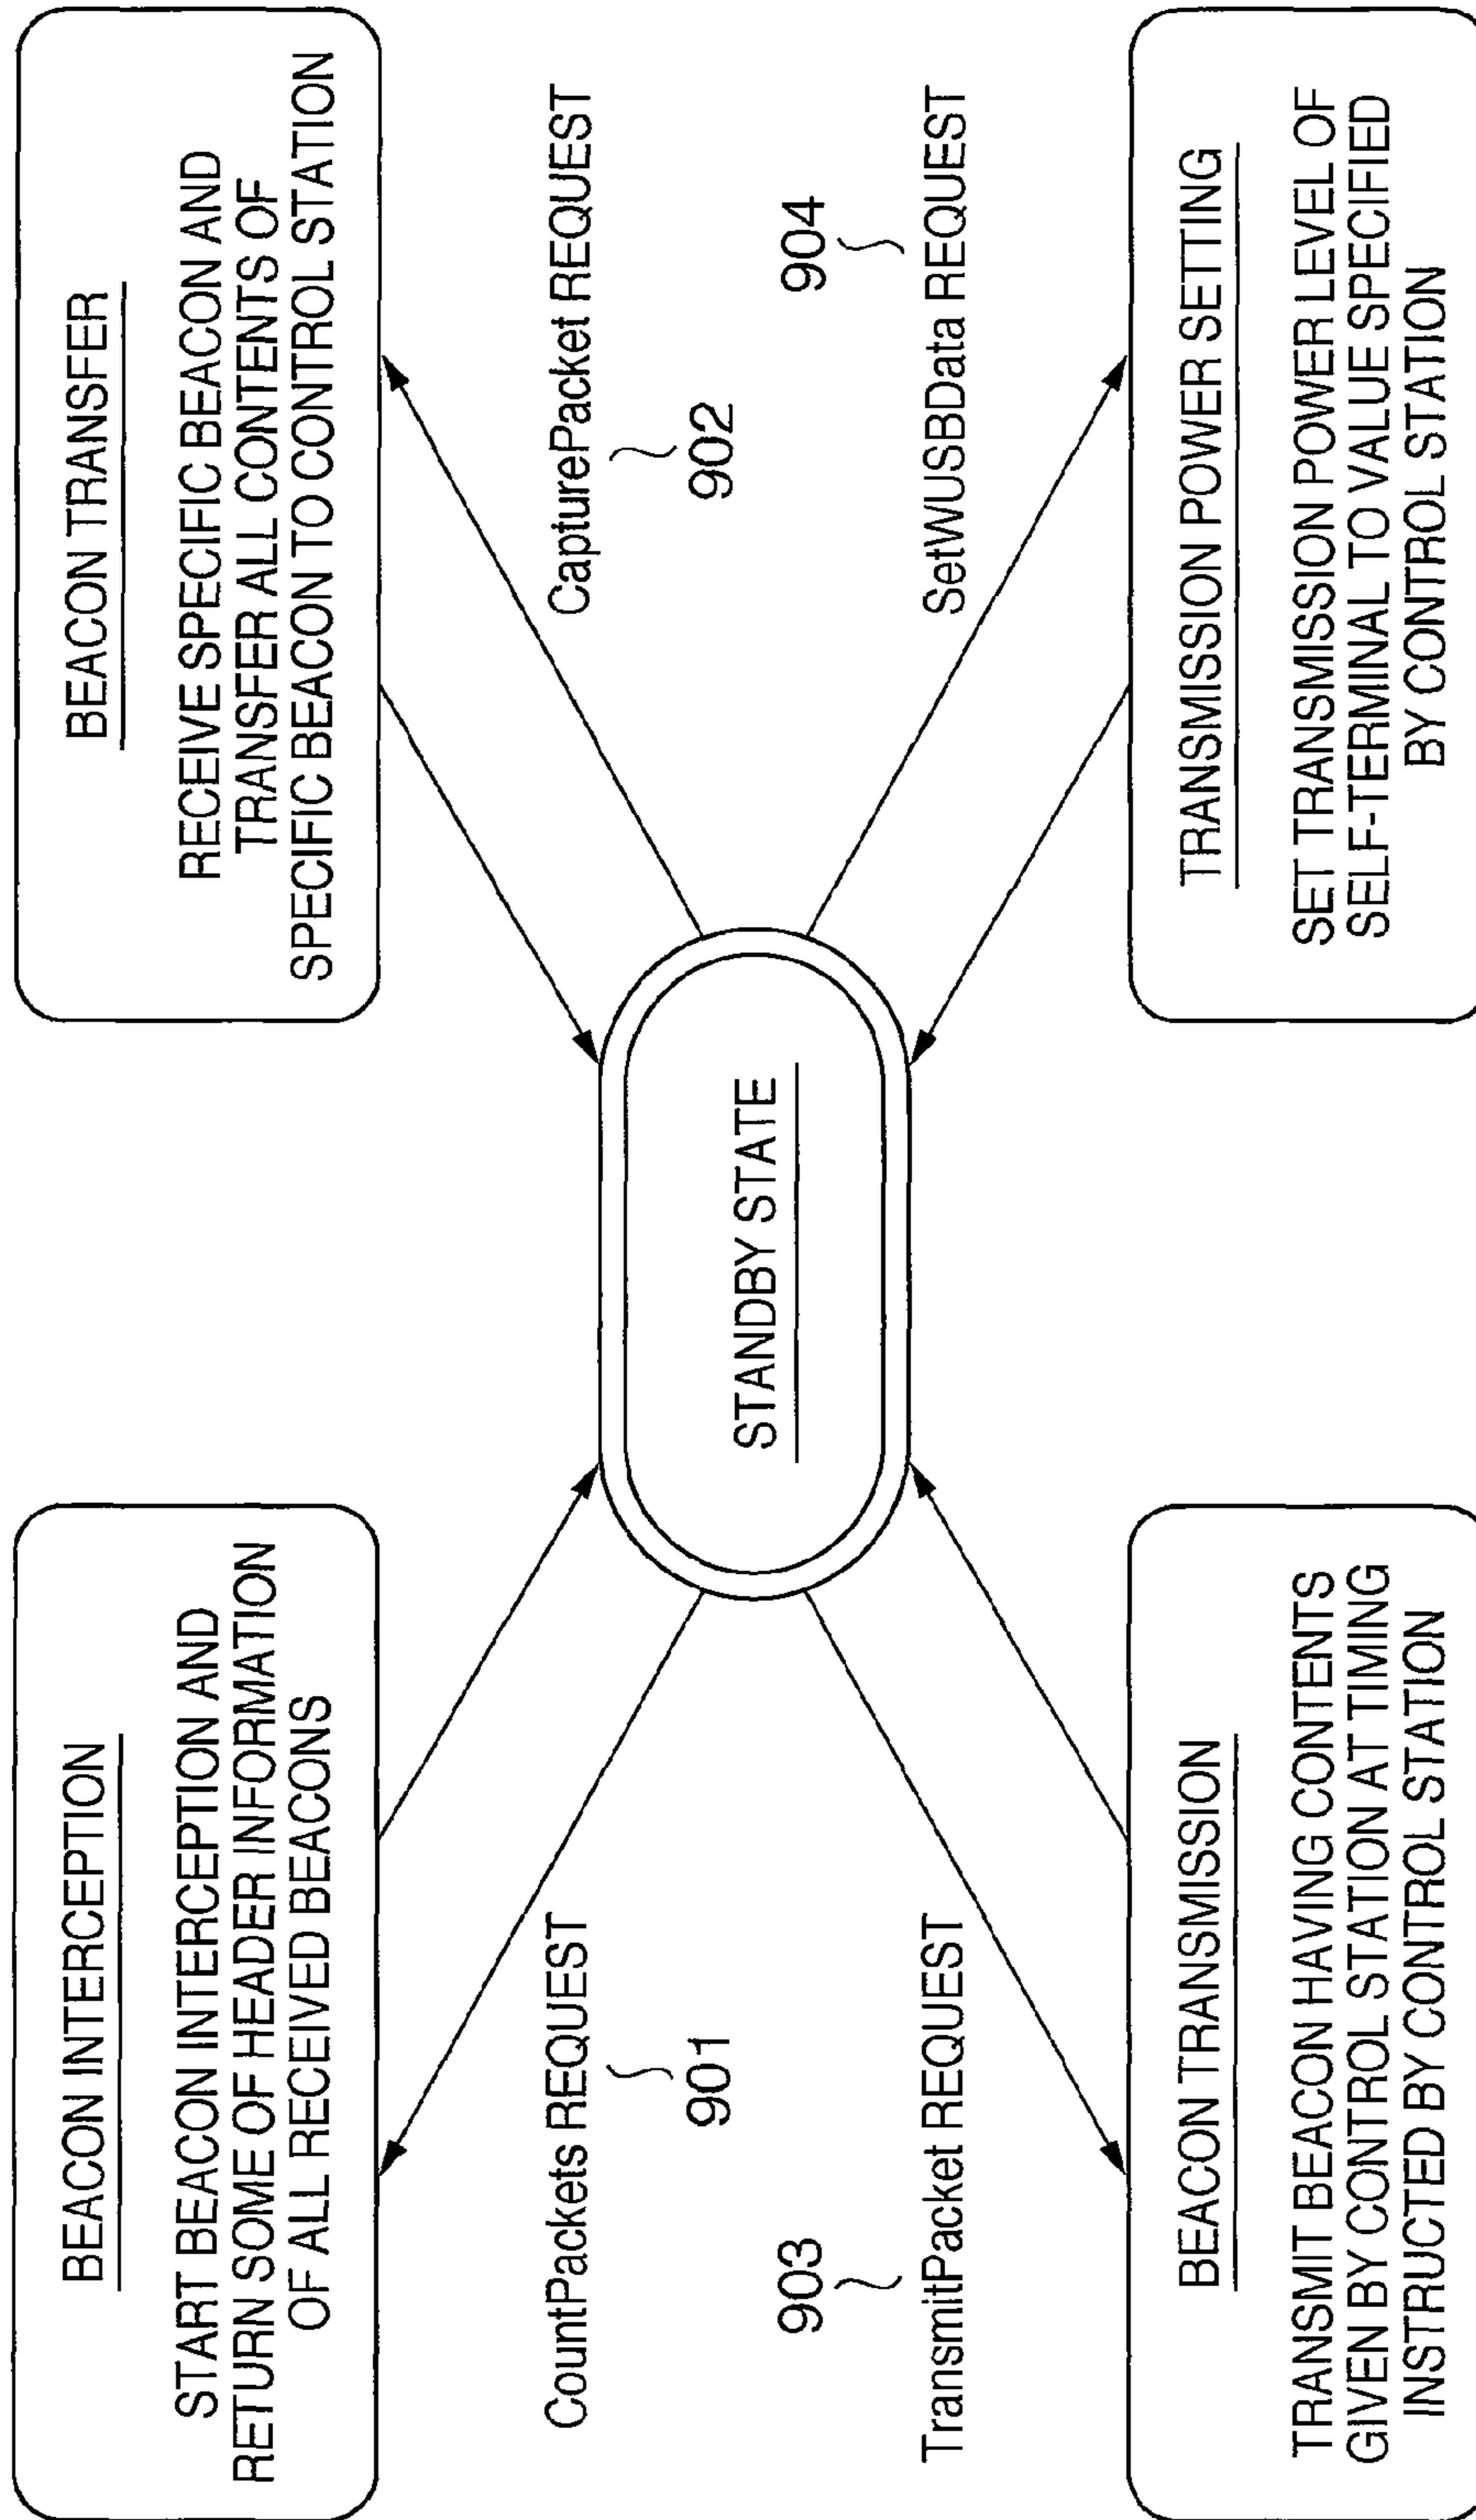 BEACON INTERCEPTION
START BEACON INTERCEPTION AND
RETURN SOME OF HEADER INFORMATION
OF ALL RECEIVED BEACONS
BEACON TRANSFER
RECEIVE SPECIFIC BEACON AND
TRANSFER ALL CONTENTS OF
SPECIFIC BEACON TO CONTROL STATION
CountPackets REQUEST
901
CapturePacket REQUEST
902
STANDBY STATE
903
TransmitPacket REQUEST
904
SetWUSBData REQUEST
BEACON TRANSMISSION
TRANSMIT BEACON HAVING CONTENTS
GIVEN BY CONTROL STATION AT TIMING
INSTRUCTED BY CONTROL STATION
TRANSMISSION POWER SETTING
SET TRANSMISSION POWER LEVEL OF
SELF-TERMINAL TO VALUE SPECIFIED
BY CONTROL STATION